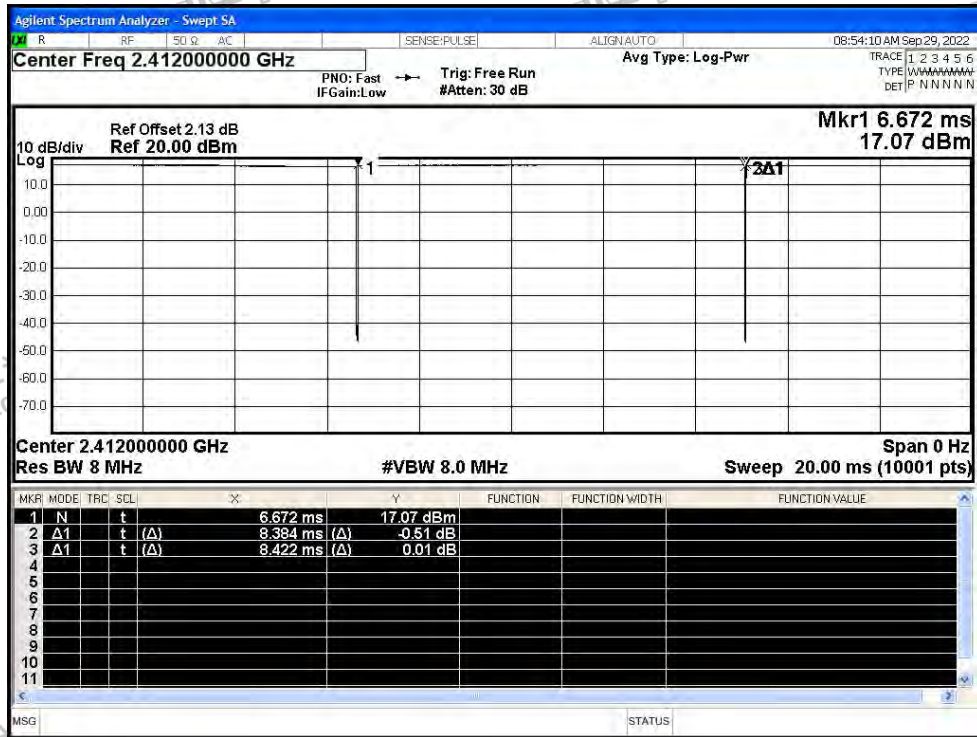 Agilent Spectrum Analyzer - Swept SA
LXI R RF 50 Ω AC SENSE:PULSE ALIGN AUTO 08:54:10 AM Sep 29, 2022
Center Freq 2.412000000 GHz
PNO: Fast
IFGain:Low
Trig: Free Run
#Atten: 30 dB
Avg Type: Log-Pwr
TRACE 1 2 3 4 5 6
TYPE WWWWWW
DET P N N N N N
Mkr1 6.672 ms
17.07 dBm
Ref Offset 2.13 dB
10 dB/div Ref 20.00 dBm
Log
1
2Δ1
10.0
0.00
-10.0
-20.0
-30.0
-40.0
-50.0
-60.0
-70.0
Center 2.412000000 GHz Span 0 Hz
Res BW 8 MHz #VBW 8.0 MHz Sweep 20.00 ms (10001 pts)
MKR MODE TRC SCL X Y FUNCTION FUNCTION WIDTH FUNCTION VALUE
1 N t 6.672 ms 17.07 dBm
2 Δ1 t (Δ) 8.384 ms (Δ) -0.51 dB
3 Δ1 t (Δ) 8.422 ms (Δ) 0.01 dB
4
5
6
7
8
9
10
11
MSG STATUS